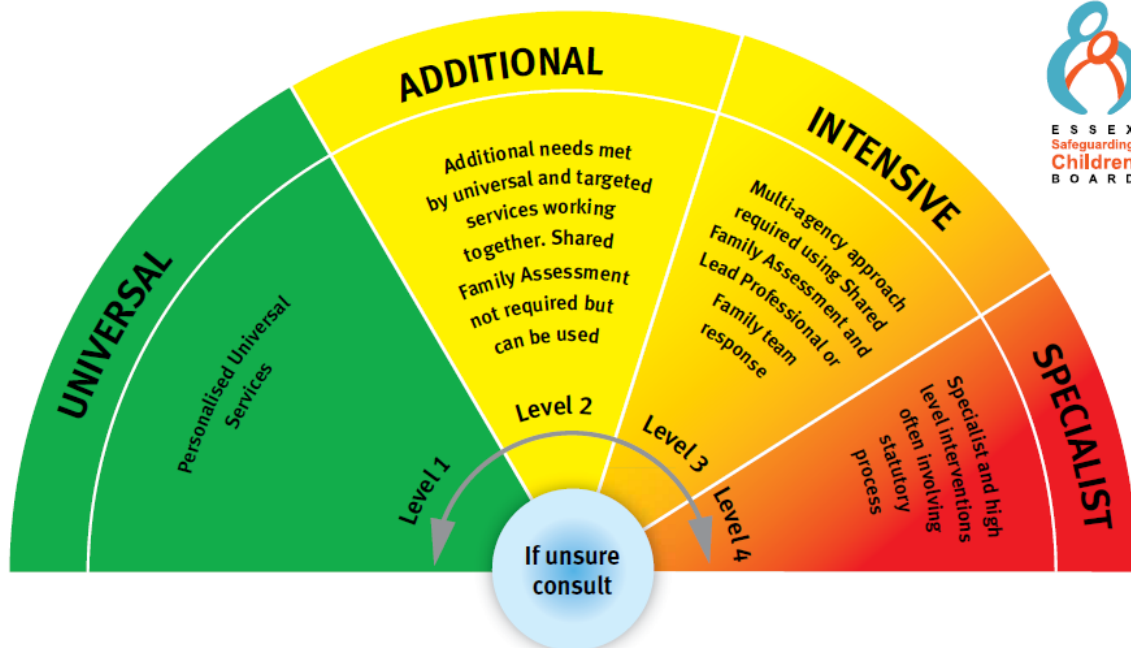 UNIVERSAL
Personalised Universal
Services
Level 1
ADDITIONAL
Additional needs met
by universal and targeted
services working
together. Shared
Family Assessment
not required but
can be used
Level 2
INTENSIVE
Multi-agency approach
required using Shared
Family Assessment and
Lead Professional or
Family team
response
Level 3
SPECIALIST
Specialist and high
level interventions
often involving
statutory
process
Level 4
If unsure
consult
ESSEX
Safeguarding
Children
BOARD